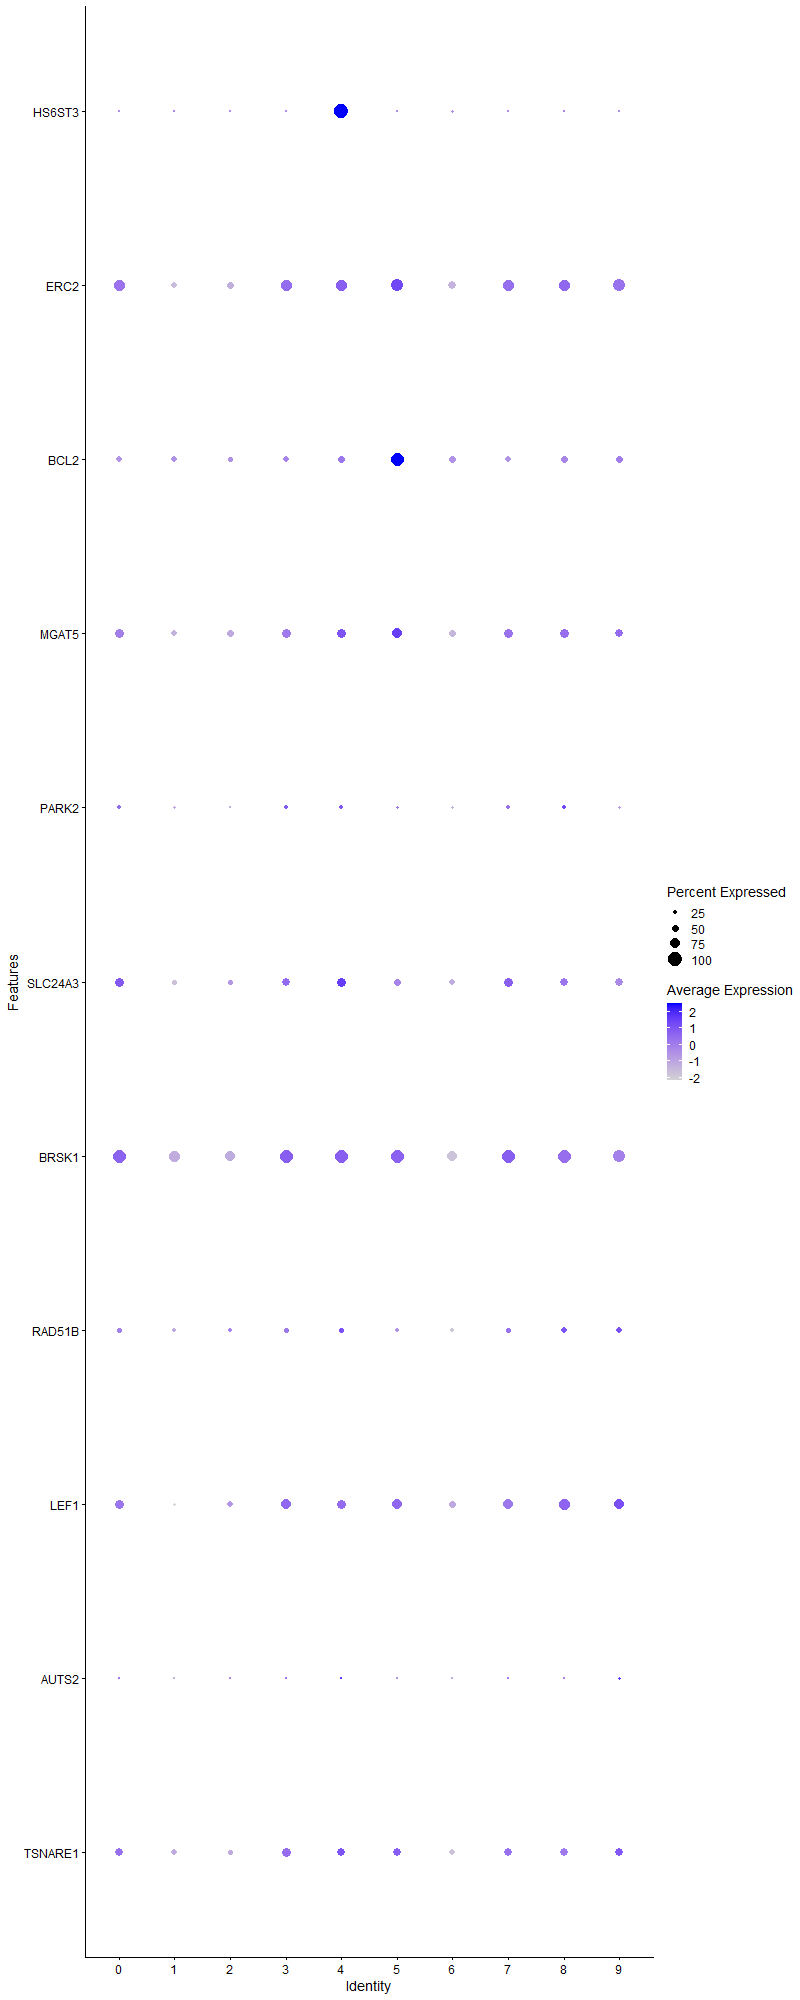 HS6ST3
ERC2
BCL2
MGAT5
PARK2
SLC24A3
BRSK1
RAD51B
LEF1
AUTS2
TSNARE1
Features
0 1 2 3 4 5 6 7 8 9
Identity
Percent Expressed
25
50
75
100
Average Expression
2
1
0
-1
-2